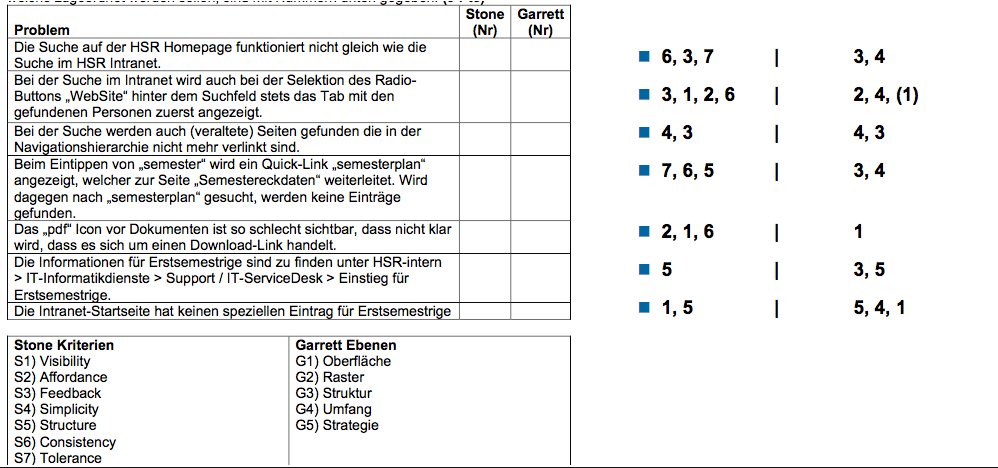 welche zugeordnet werden sollen, sind mit Nummern unten gegeben.
Problem
Stone (Nr)
Garrett (Nr)
Die Suche auf der HSR Homepage funktioniert nicht gleich wie die
Suche im HSR Intranet.
6, 3, 7 | 3, 4
Bei der Suche im Intranet wird auch bei der Selektion des Radio-
Buttons „WebSite“ hinter dem Suchfeld stets das Tab mit den
gefundenen Personen zuerst angezeigt.
3, 1, 2, 6 | 2, 4, (1)
Bei der Suche werden auch (veraltete) Seiten gefunden die in der
Navigationshierarchie nicht mehr verlinkt sind.
4, 3 | 4, 3
Beim Eintippen von „semester“ wird ein Quick-Link „semesterplan“
angezeigt, welcher zur Seite „Semestereckdaten“ weiterleitet. Wird
dagegen nach „semesterplan“ gesucht, werden keine Einträge
gefunden.
7, 6, 5 | 3, 4
Das „pdf“ Icon vor Dokumenten ist so schlecht sichtbar, dass nicht klar
wird, dass es sich um einen Download-Link handelt.
2, 1, 6 | 1
Die Informationen für Erstsemestrige sind zu finden unter HSR-intern
> IT-Informatikdienste > Support / IT-ServiceDesk > Einstieg für
Erstsemestrige.
5 | 3, 5
Die Intranet-Startseite hat keinen speziellen Eintrag für Erstsemestrige
1, 5 | 5, 4, 1
Stone Kriterien
S1) Visibility
S2) Affordance
S3) Feedback
S4) Simplicity
S5) Structure
S6) Consistency
S7) Tolerance
Garrett Ebenen
G1) Oberfläche
G2) Raster
G3) Struktur
G4) Umfang
G5) Strategie